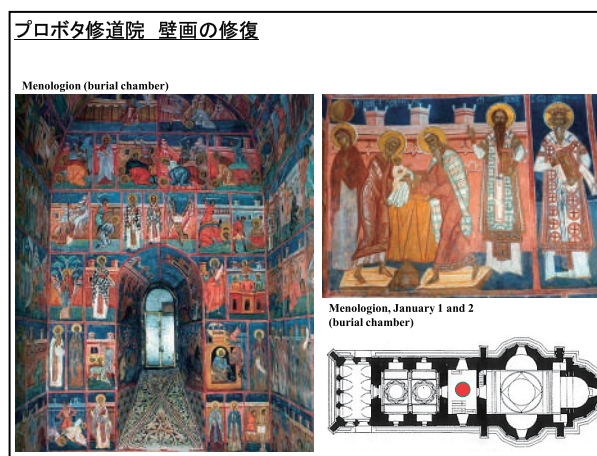 プロボタ修道院 壁画の修復
Menologion (burial chamber)
Menologion, January 1 and 2
(burial chamber)